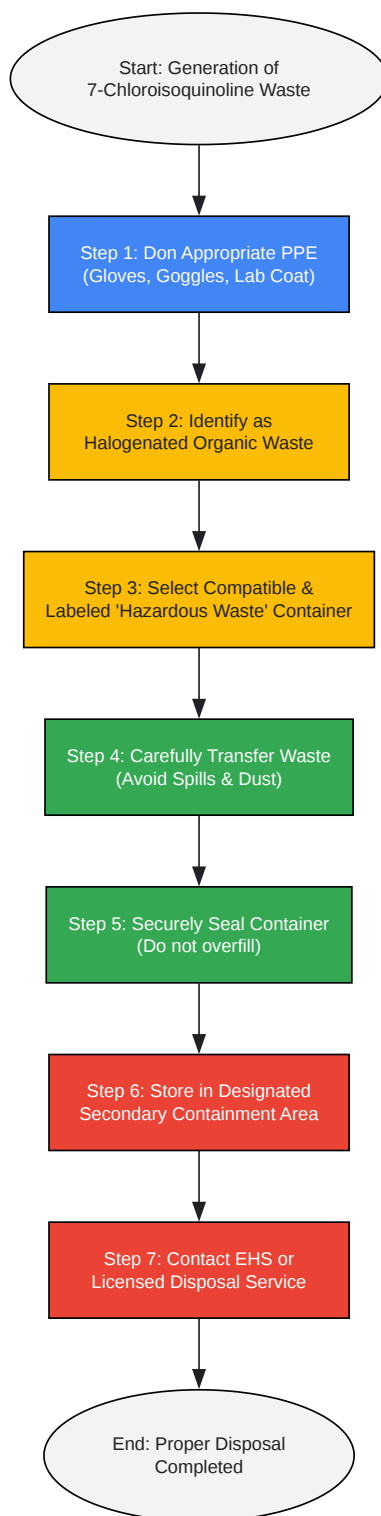 Start: Generation of
7-Chloroisoquinoline Waste
Step 1: Don Appropriate PPE
(Gloves, Goggles, Lab Coat)
Step 2: Identify as
Halogenated Organic Waste
Step 3: Select Compatible &
Labeled 'Hazardous Waste' Container
Step 4: Carefully Transfer Waste
(Avoid Spills & Dust)
Step 5: Securely Seal Container
(Do not overfill)
Step 6: Store in Designated
Secondary Containment Area
Step 7: Contact EHS or
Licensed Disposal Service
End: Proper Disposal
Completed